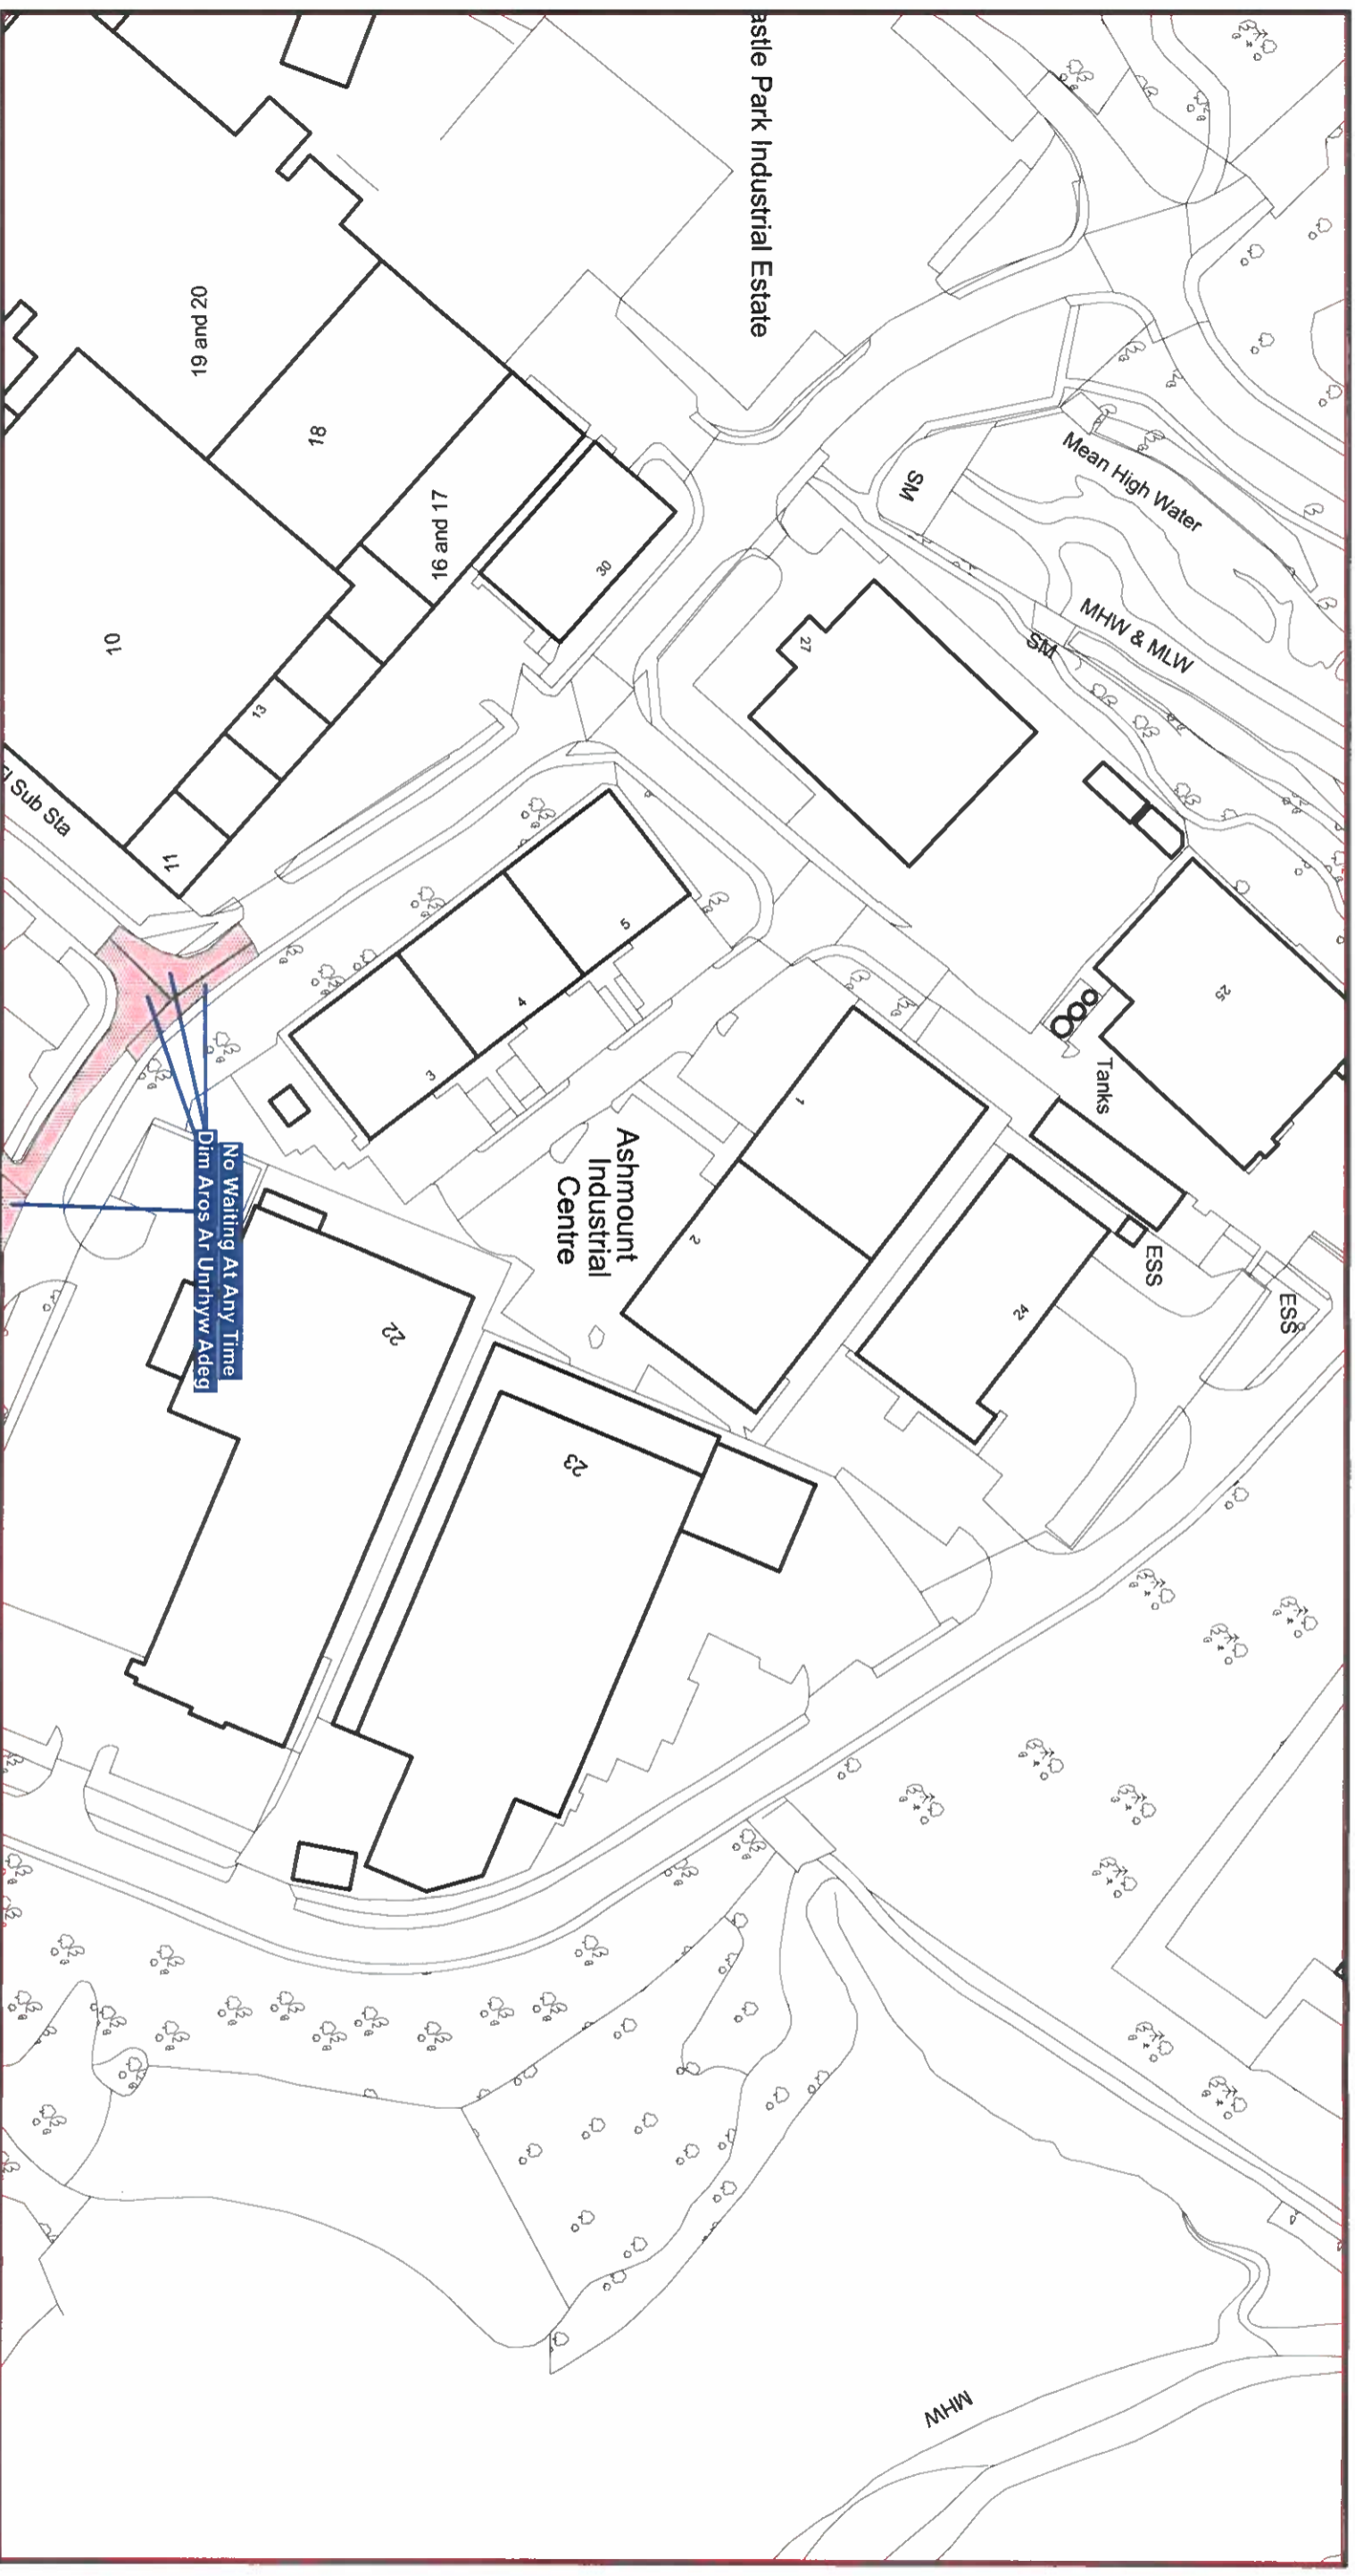 astle Park Industrial Estate
Mean High Water
SM
MHW & MLW
SM
19 and 20
18
16 and 17
30
27
10
13
11
El Sub Sta
5
4
3
25
Tanks
ESS
ESS
1
2
24
Ashmount
Industrial
Centre
No Waiting At Any Time
Dim Aros Ar Unrhyw Adeg
22
23
MHW